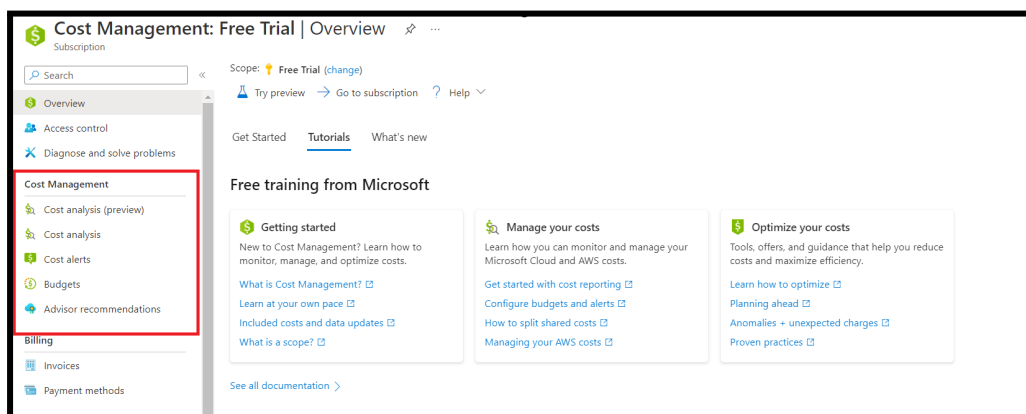 Cost Management: Free Trial | Overview
Subscription
Search
Overview
Access control
Diagnose and solve problems
Cost Management
Cost analysis (preview)
Cost analysis
Cost alerts
Budgets
Advisor recommendations
Billing
Invoices
Payment methods
Scope: Free Trial (change)
Try preview Go to subscription ? Help
Get Started Tutorials What's new
Free training from Microsoft
Getting started
New to Cost Management? Learn how to
monitor, manage, and optimize costs.
What is Cost Management?
Learn at your own pace
Included costs and data updates
What is a scope?
Manage your costs
Learn how you can monitor and manage your
Microsoft Cloud and AWS costs.
Get started with cost reporting
Configure budgets and alerts
How to split shared costs
Managing your AWS costs
Optimize your costs
Tools, offers, and guidance that help you reduce
costs and maximize efficiency.
Learn how to optimize
Planning ahead
Anomalies + unexpected charges
Proven practices
See all documentation